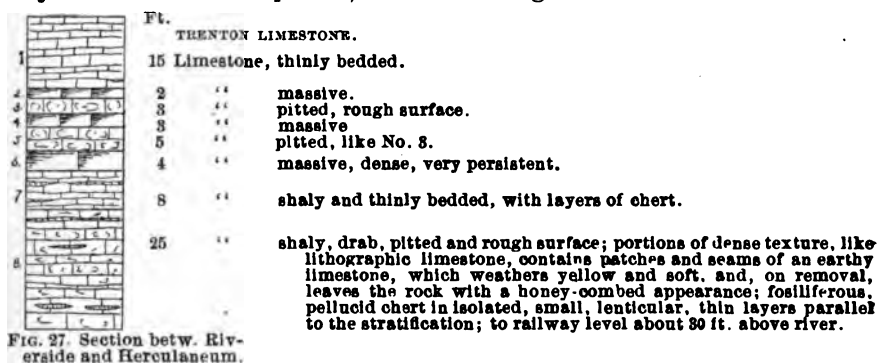 Ft.
TRENTON LIMESTONE.
1 15 Limestone, thinly bedded.
2. 2 “ massive.
3. 3 “ pitted, rough surface.
4 3 “ massive
5. 5 “ pitted, like No. 3.
6. 4 “ massive, dense, very persistent.
7 8 “ shaly and thinly bedded, with layers of chert.
8. 25 “ shaly, drab, pitted and rough surface; portions of dense texture, like
lithographic limestone, contains patches and seams of an earthy
limestone, which weathers yellow and soft, and, on removal,
leaves the rock with a honey-combed appearance; fosiliferous,
pellucid chert in isolated, small, lenticular, thin layers parallel
to the stratification; to railway level about 30 ft. above river.
FIG. 27. Section betw. Riv-
erside and Herculaneum.